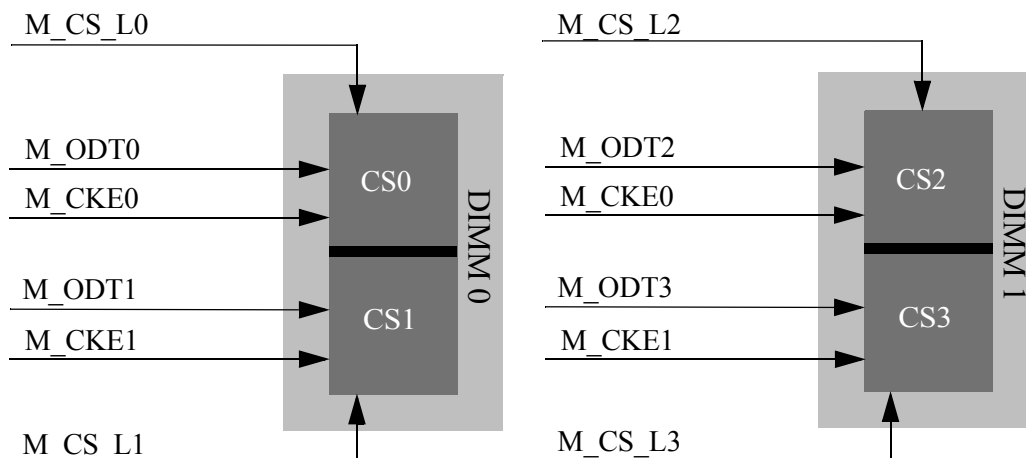 M_CS_L0
M_ODT0
M_CKE0
CS0
M_ODT1
M_CKE1
CS1
M_CS_L1
DIMM 0
M_CS_L2
M_ODT2
M_CKE0
CS2
M_ODT3
M_CKE1
CS3
M_CS_L3
DIMM 1